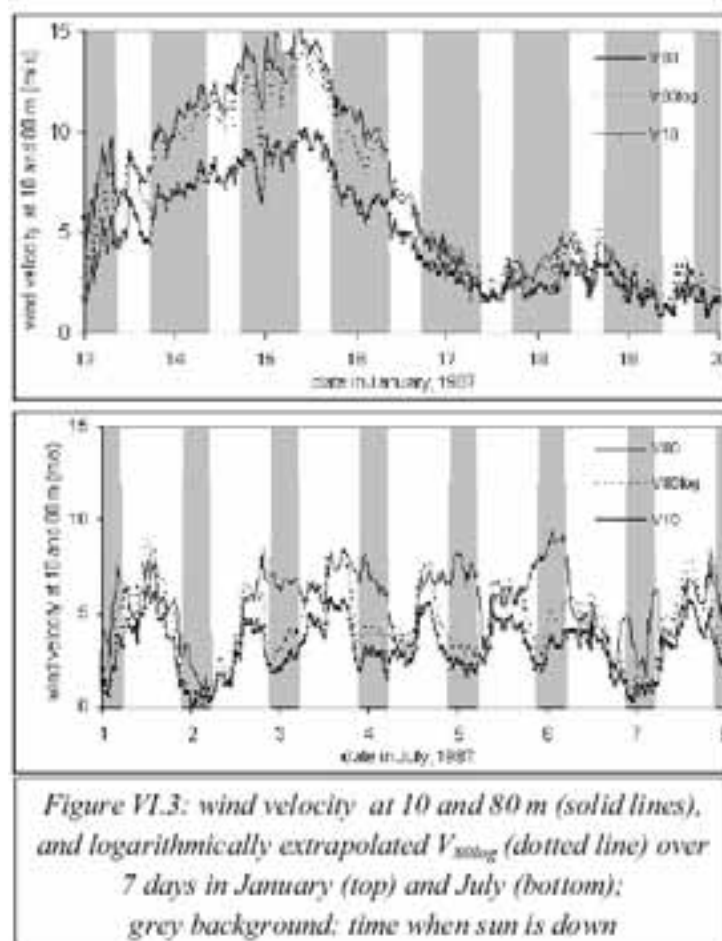 15
10
5
0
wind velocity at 10 and 80 m (m/s)
V80
V80log
V10
13 14 15 16 17 18 19 20
date in January, 1987
15
10
5
0
wind velocity at 10 and 80 m (m/s)
V80
V80log
V10
1 2 3 4 5 6 7 8
date in July, 1987
Figure VI.3: wind velocity at 10 and 80 m (solid lines),
and logarithmically extrapolated V80log (dotted line) over
7 days in January (top) and July (bottom);
grey background: time when sun is down